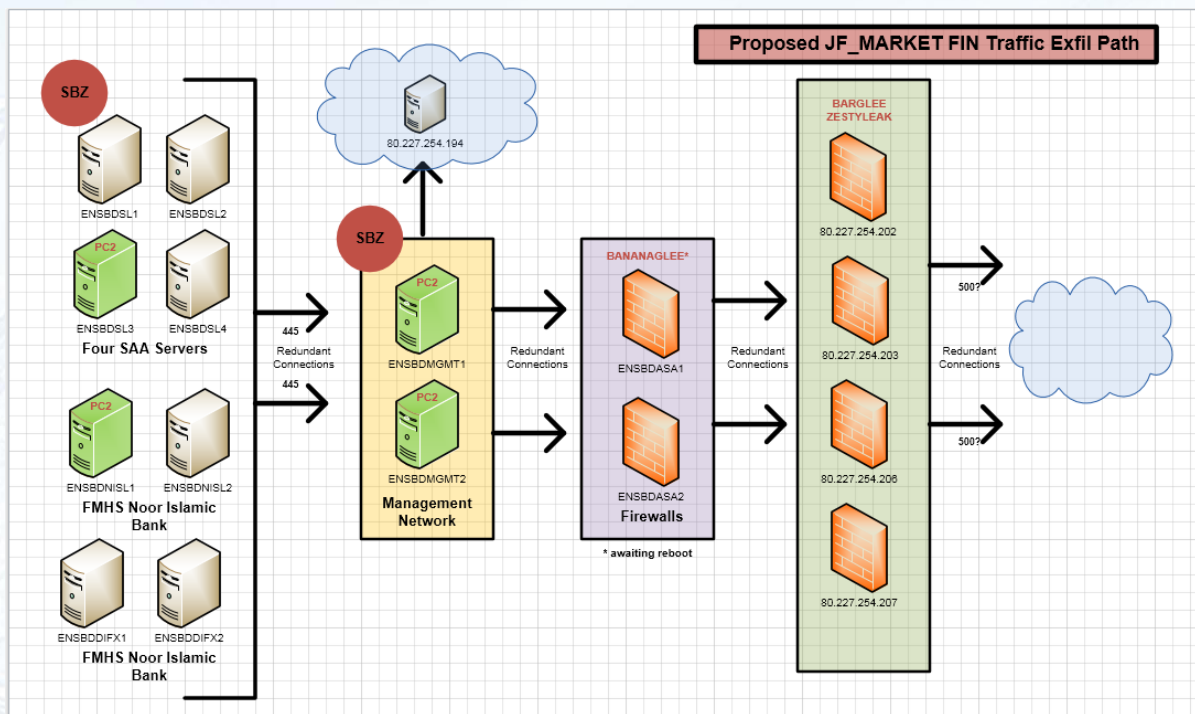 Proposed JF_MARKET FIN Traffic Exfil Path
SBZ
ENSBDSL1
ENSBDSL2
PC2
ENSBDSL3
ENSBDSL4
Four SAA Servers
PC2
ENSBDNISL1
ENSBDNISL2
FMHS Noor Islamic
Bank
ENSBDDIFX1
ENSBDDIFX2
FMHS Noor Islamic
Bank
445
Redundant
Connections
445
80.227.254.194
SBZ
PC2
ENSBDMGMT1
PC2
ENSBDMGMT2
Management
Network
Redundant
Connections
BANANAGLEE*
ENSBDASA1
ENSBDASA2
Firewalls
* awaiting reboot
Redundant
Connections
BARGLEE
ZESTYLEAK
80.227.254.202
80.227.254.203
80.227.254.206
80.227.254.207
500?
Redundant
Connections
500?